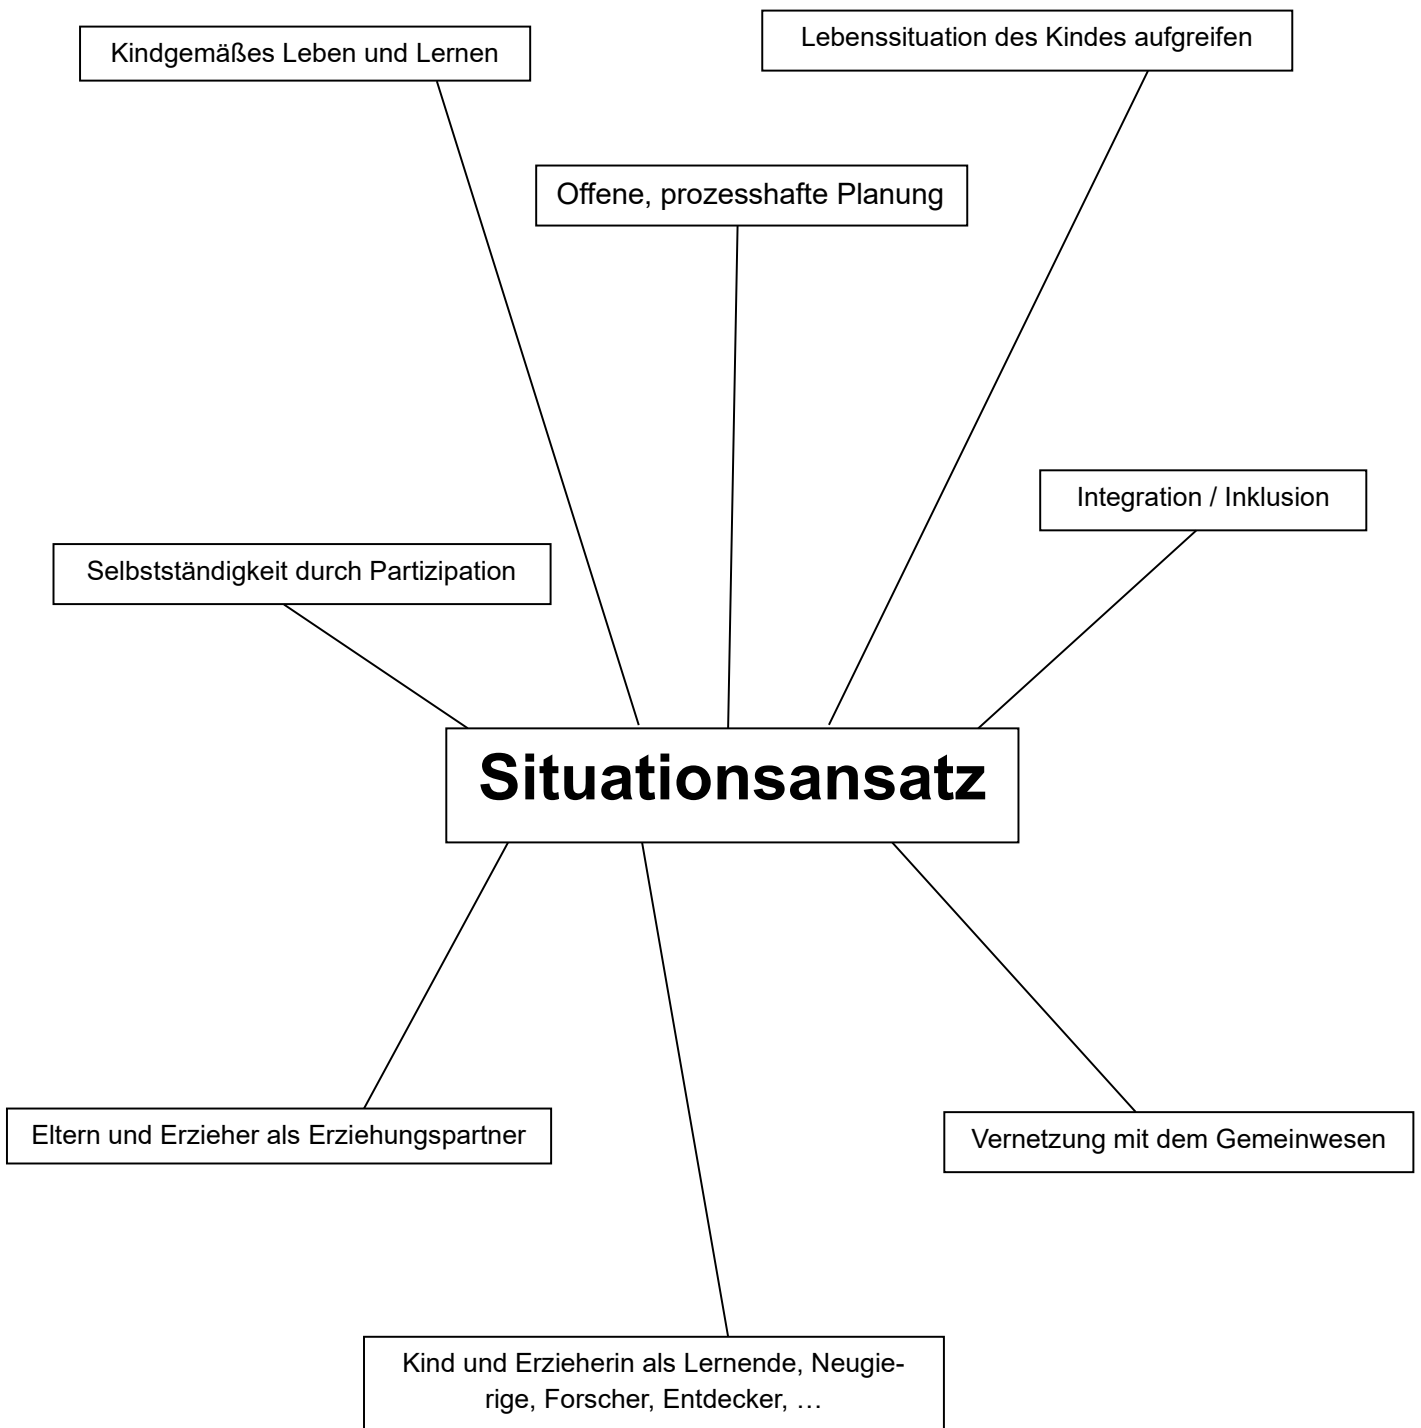 Kindgemäßes Leben und Lernen
Lebenssituation des Kindes aufgreifen
Offene, prozesshafte Planung
Integration / Inklusion
Selbstständigkeit durch Partizipation
Situationsansatz
Eltern und Erzieher als Erziehungspartner
Vernetzung mit dem Gemeinwesen
Kind und Erzieherin als Lernende, Neugie-
rige, Forscher, Entdecker, …